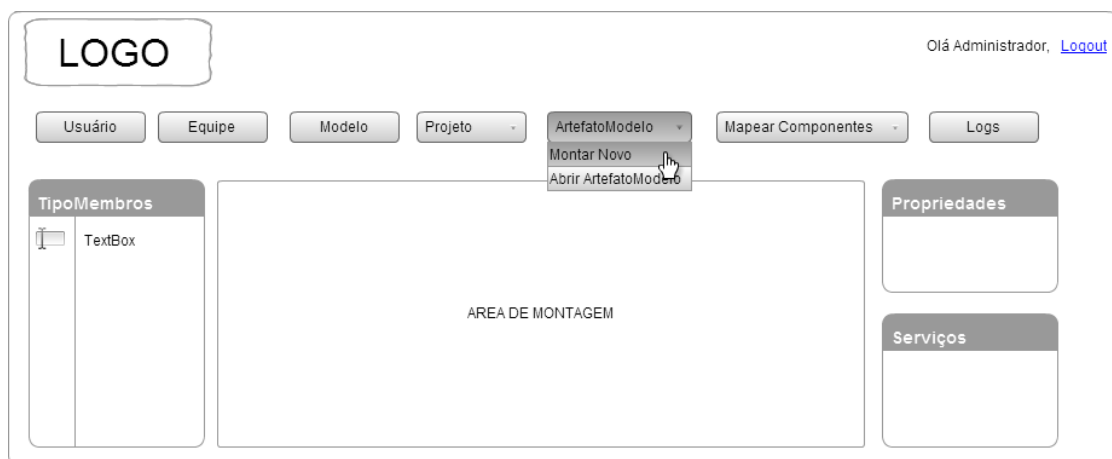 LOGO
Olá Administrador, Logout
Usuário Equipe Modelo Projeto ArtefatoModelo Mapear Componentes Logs
Montar Novo
Abrir ArtefatoModelo
TipoMembros
Propriedades
TextBox
AREA DE MONTAGEM
Serviços